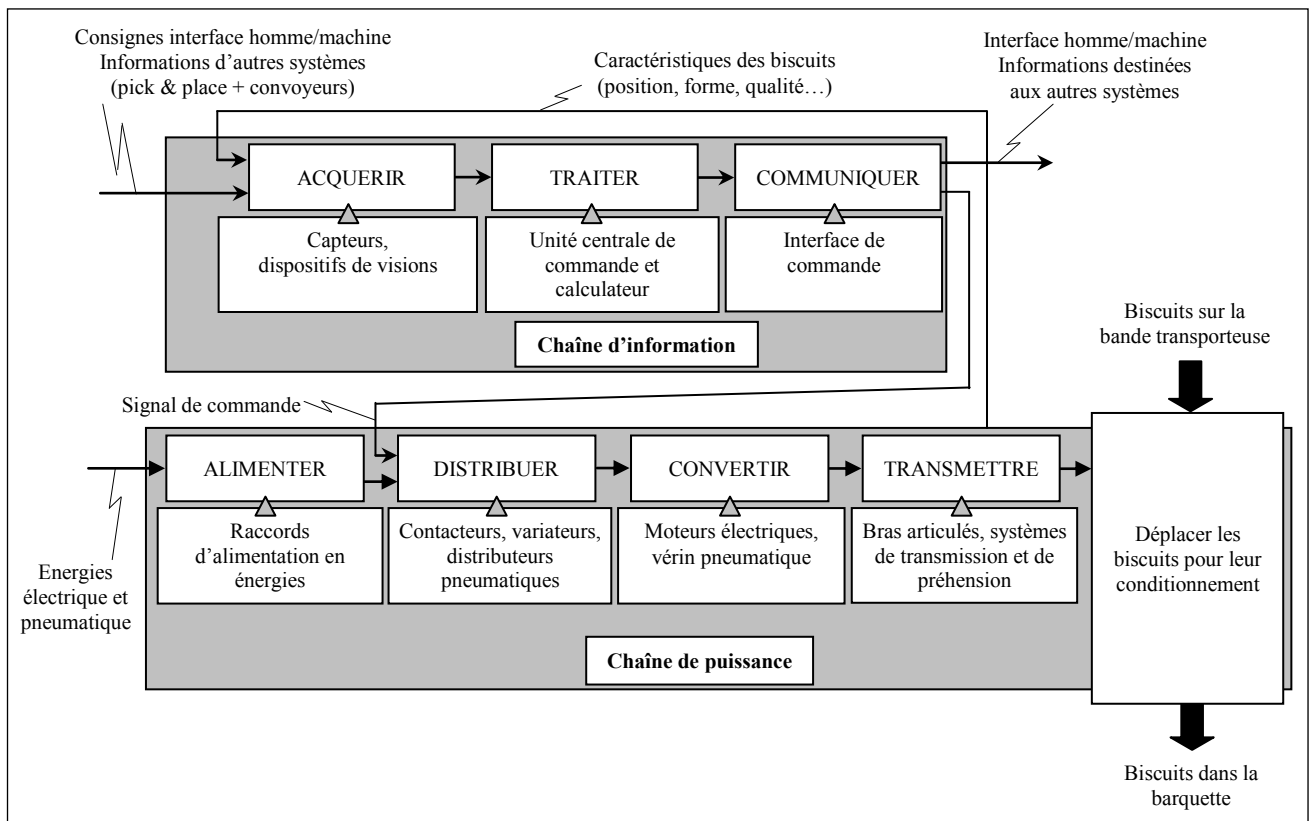 Consignes interface homme/machine
Informations d’autres systèmes
(pick & place + convoyeurs)
Caractéristiques des biscuits
(position, forme, qualité…)
Interface homme/machine
Informations destinées
aux autres systèmes
ACQUERIR
TRAITER
COMMUNIQUER
Capteurs,
dispositifs de visions
Unité centrale de
commande et
calculateur
Interface de
commande
Chaîne d’information
Biscuits sur la
bande transporteuse
Signal de commande
ALIMENTER
DISTRIBUER
CONVERTIR
TRANSMETTRE
Raccords
d’alimentation en
énergies
Contacteurs, variateurs,
distributeurs
pneumatiques
Moteurs électriques,
vérin pneumatique
Bras articulés, systèmes
de transmission et de
préhension
Déplacer les
biscuits pour leur
conditionnement
Energies
électrique et
pneumatique
Chaîne de puissance
Biscuits dans la
barquette